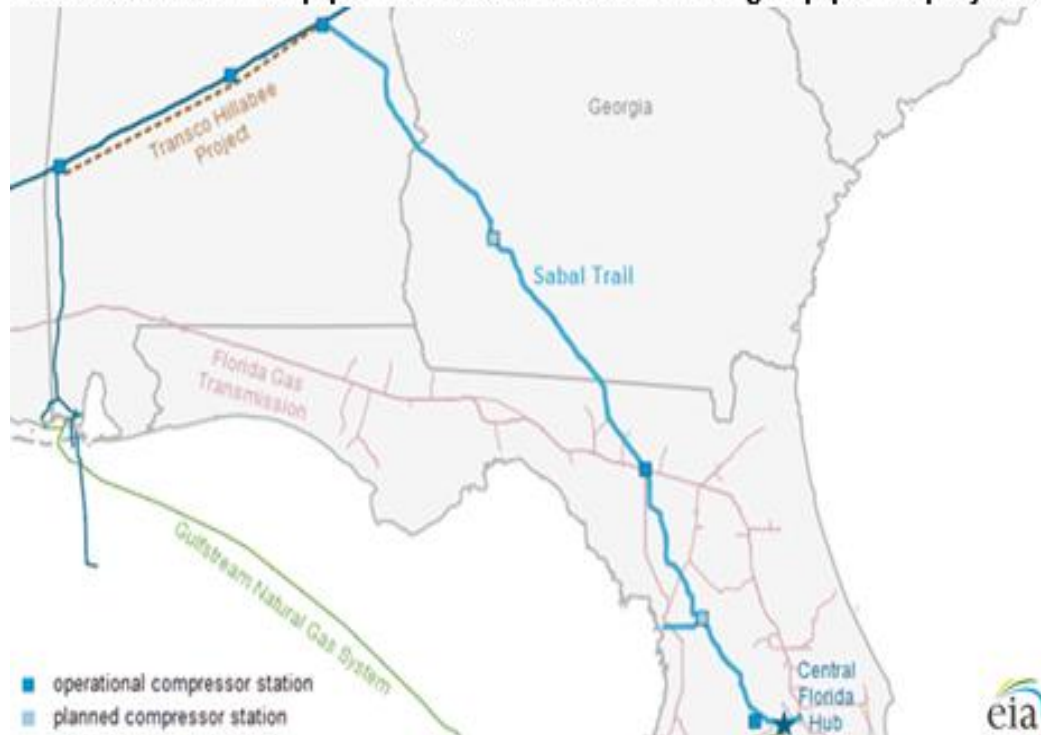 Georgia
Transco Hillabee
Project
Sabal Trail
Florida Gas
Transmission
Gulfstream Natural Gas System
operational compressor station
planned compressor station
Central
Florida
Hub
eia